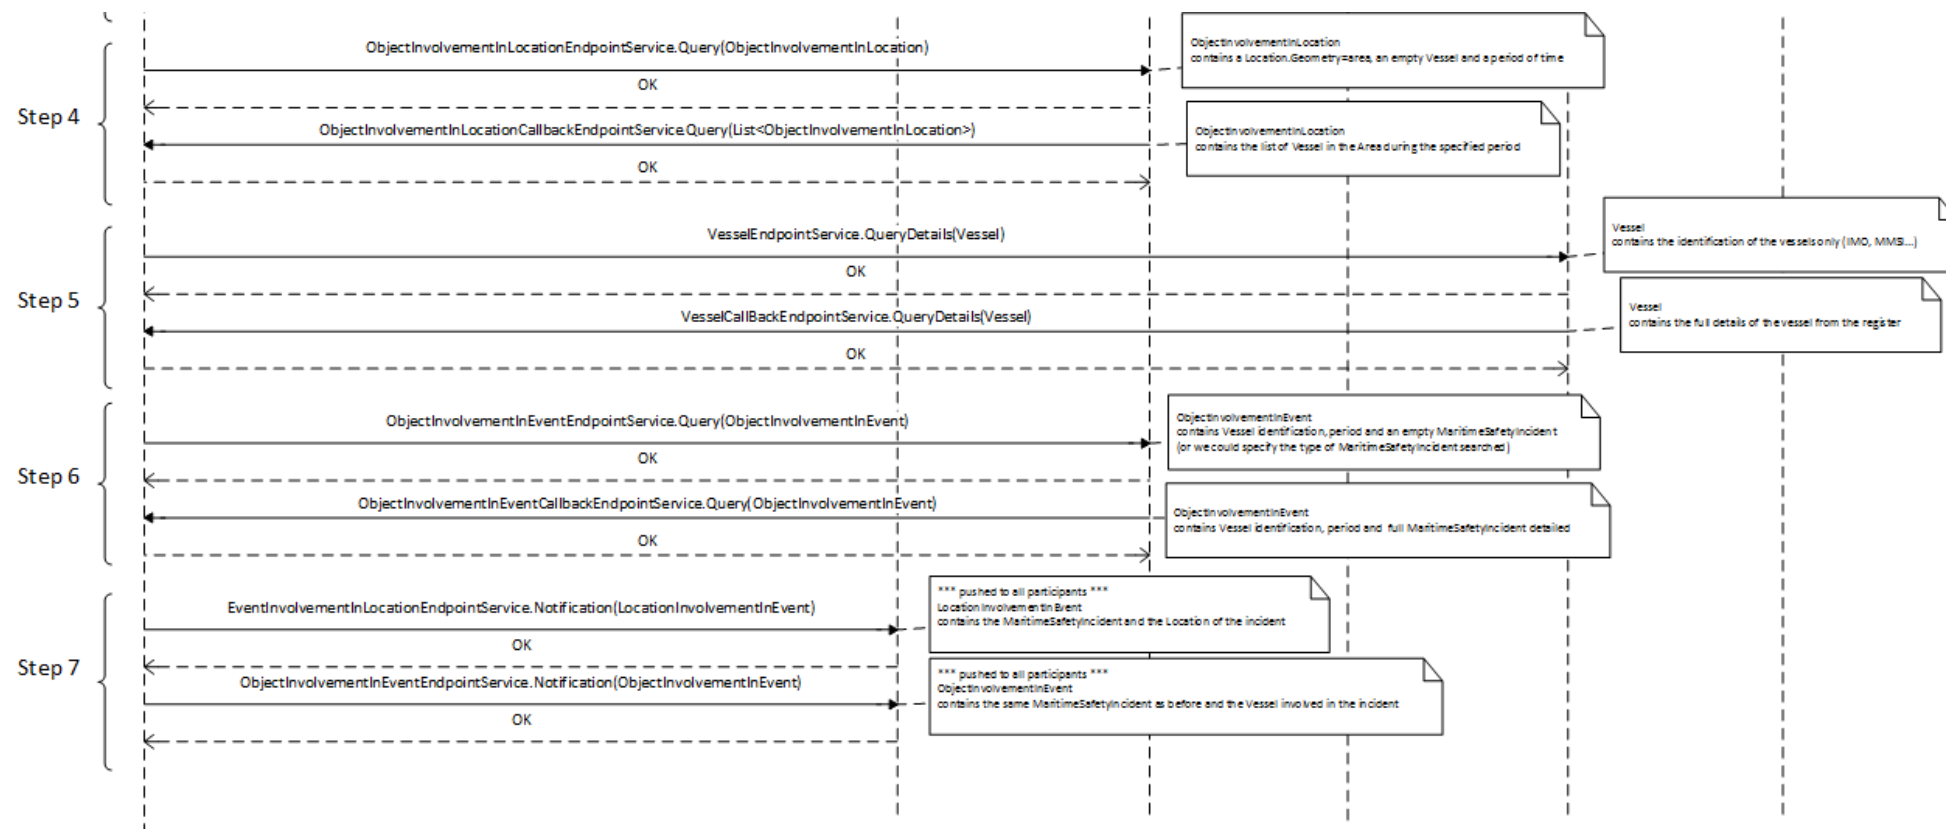 ObjectInvolvementInLocationEndpointService.Query(ObjectInvolvementInLocation)
ObjectInvolvementInLocation
contains a Location.Geometry=area, an empty Vessel and a period of time
OK
Step 4
ObjectInvolvementInLocationCallbackEndpointService.Query(List<ObjectInvolvementInLocation>)
ObjectInvolvementInLocation
contains the list of Vessel in the Area during the specified period
OK
VesselEndpointService.QueryDetails(Vessel)
Vessel
contains the identification of the vessels only (IMO, MMSI...)
OK
Step 5
VesselCallBackEndpointService.QueryDetails(Vessel)
Vessel
contains the full details of the vessel from the register
OK
ObjectInvolvementInEventEndpointService.Query(ObjectInvolvementInEvent)
ObjectInvolvementInEvent
contains Vessel identification, period and an empty MaritimeSafetyIncident
(or we could specify the type of MaritimeSafetyIncident searched)
OK
Step 6
ObjectInvolvementInEventCallbackEndpointService.Query(ObjectInvolvementInEvent)
ObjectInvolvementInEvent
contains Vessel identification, period and full MaritimeSafetyIncident detailed
OK
EventInvolvementInLocationEndpointService.Notification(LocationInvolvementInEvent)
*** pushed to all participants ***
LocationInvolvementInEvent
contains the MaritimeSafetyIncident and the Location of the incident
OK
Step 7
ObjectInvolvementInEventEndpointService.Notification(ObjectInvolvementInEvent)
*** pushed to all participants ***
ObjectInvolvementInEvent
contains the same MaritimeSafetyIncident as before and the Vessel involved in the incident
OK